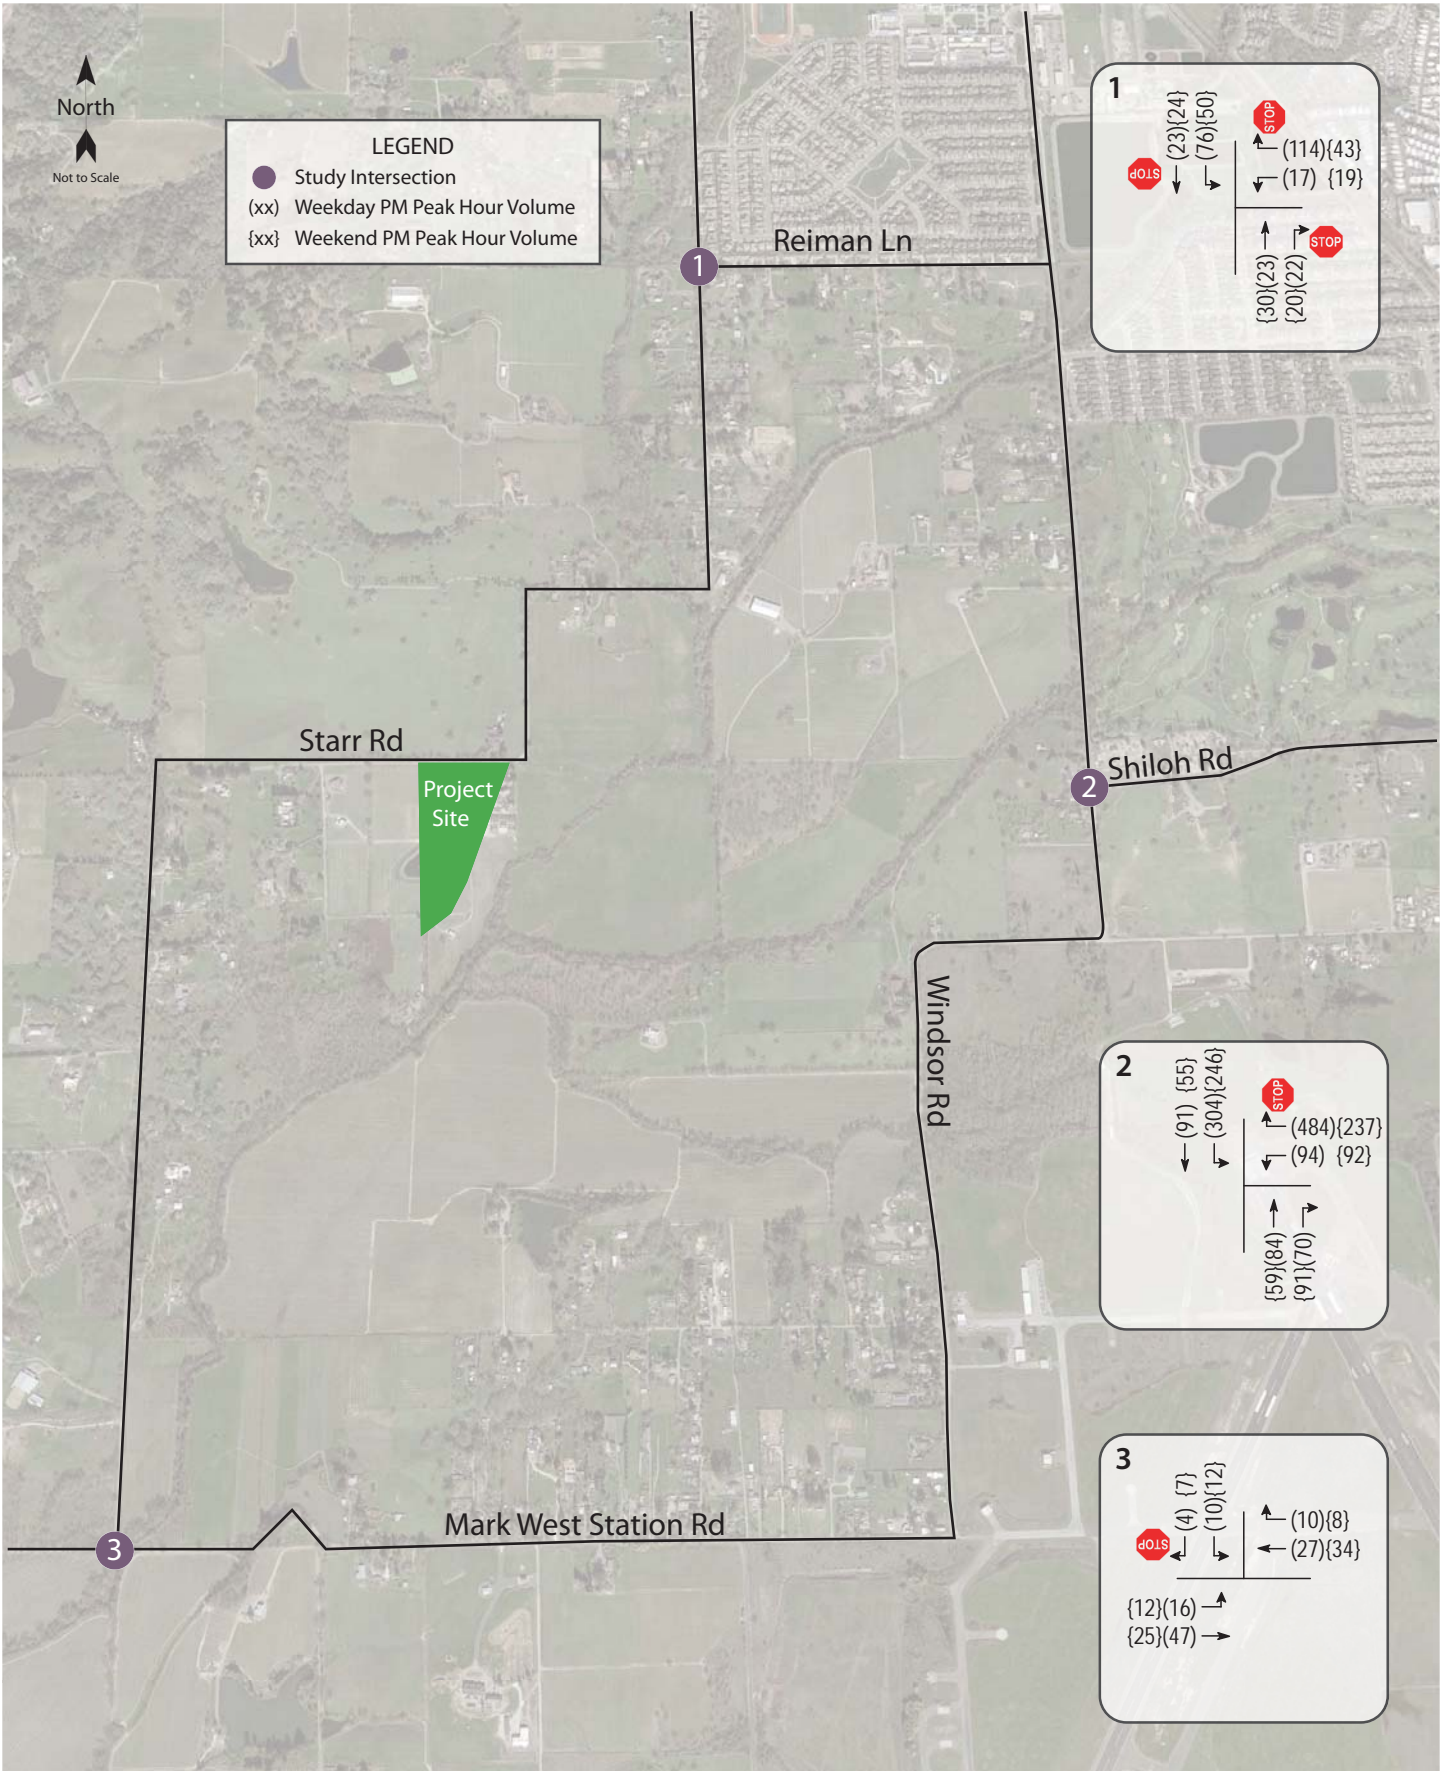 North
Not to Scale
LEGEND
Study Intersection
(xx) Weekday PM Peak Hour Volume
{xx} Weekend PM Peak Hour Volume
1
(23){24}
(76){50}
STOP
STOP
(114){43}
(17) {19}
STOP
{30}(23)
{20}(22)
Reiman Ln
1
Starr Rd
Project
Site
2
Shiloh Rd
Windsor Rd
2
(91) {55}
(304){246}
STOP
(484){237}
(94) {92}
{59}(84)
{91}(70)
3
(4) {7}
(10){12}
STOP
(10){8}
(27){34}
{12}(16)
{25}(47)
Mark West Station Rd
3